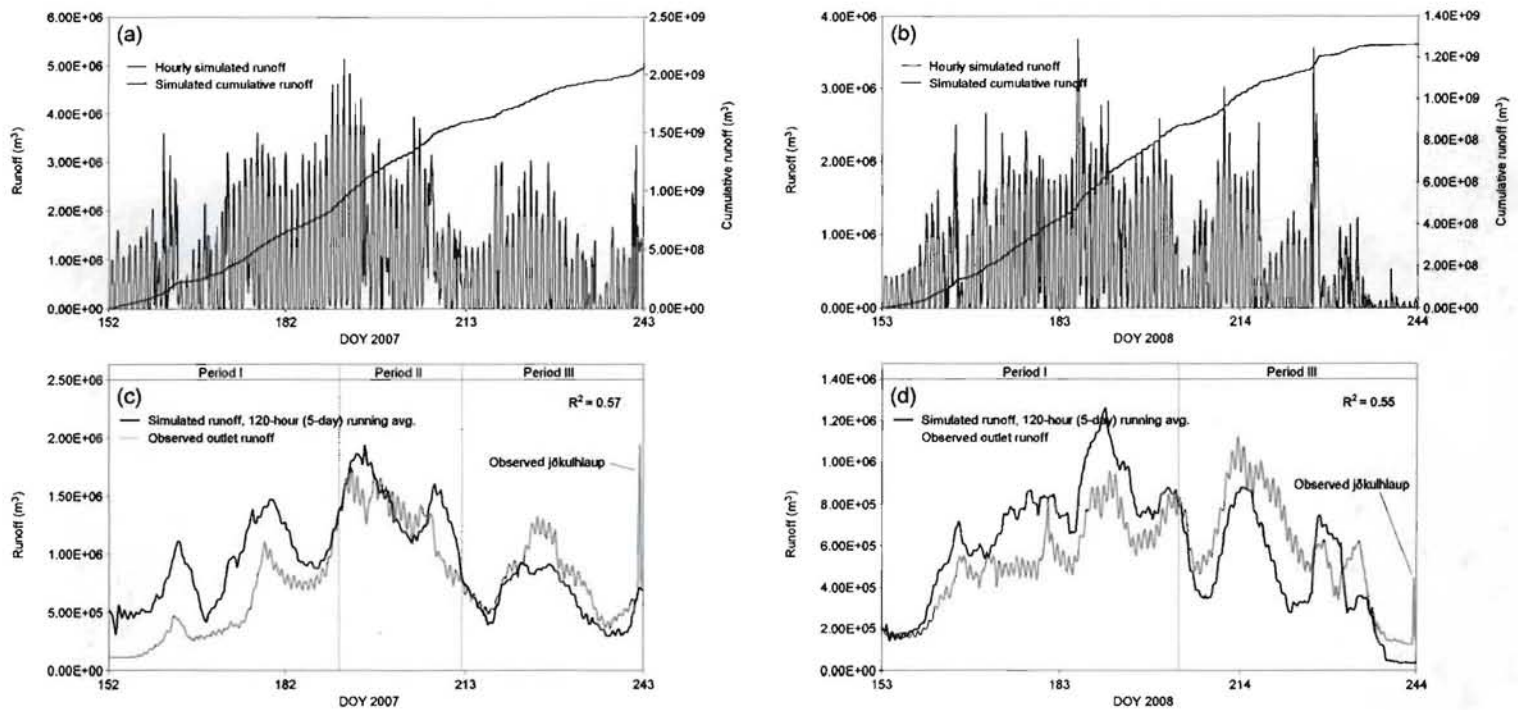 (a)
Hourly simulated runoff
Simulated cumulative runoff
Runoff (m³)
6.00E+06
5.00E+06
4.00E+06
3.00E+06
2.00E+06
1.00E+06
0.00E+00
2.50E+09
2.00E+09
1.50E+09
1.00E+09
5.00E+08
0.00E+00
Cumulative runoff (m³)
152 182 213 243
DOY 2007
(b)
Hourly simulated runoff
Simulated cumulative runoff
Runoff (m³)
4.00E+06
3.00E+06
2.00E+06
1.00E+06
0.00E+00
1.40E+09
1.20E+09
1.00E+09
8.00E+08
6.00E+08
4.00E+08
2.00E+08
0.00E+00
Cumulative runoff (m³)
153 183 214 244
DOY 2008
Period I Period II Period III
(c)
R² = 0.57
Simulated runoff, 120-hour (5-day) running avg.
Observed outlet runoff
Observed jökulhlaup
Runoff (m³)
2.50E+06
2.00E+06
1.50E+06
1.00E+06
5.00E+05
0.00E+00
152 182 213 243
DOY 2007
Period I Period III
(d)
R² = 0.55
Simulated runoff, 120-hour (5-day) running avg.
Observed outlet runoff
Observed jökulhlaup
Runoff (m³)
1.40E+06
1.20E+06
1.00E+06
8.00E+05
6.00E+05
4.00E+05
2.00E+05
0.00E+00
153 183 214 244
DOY 2008